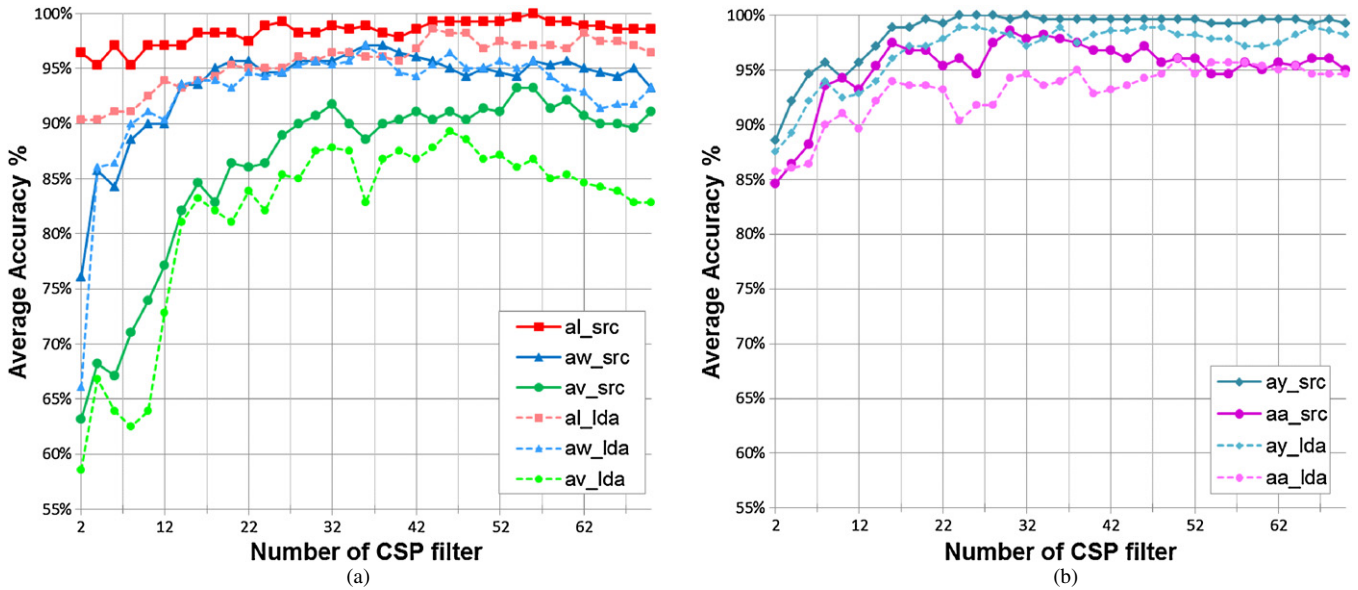 100%
95%
90%
85%
80%
75%
70%
65%
60%
55%
Average Accuracy %
2 12 22 32 42 52 62
Number of CSP filter
al_src
aw_src
av_src
al_lda
aw_lda
av_lda
(a)
100%
95%
90%
85%
80%
75%
70%
65%
60%
55%
Average Accuracy %
2 12 22 32 42 52 62
Number of CSP filter
ay_src
aa_src
ay_lda
aa_lda
(b)